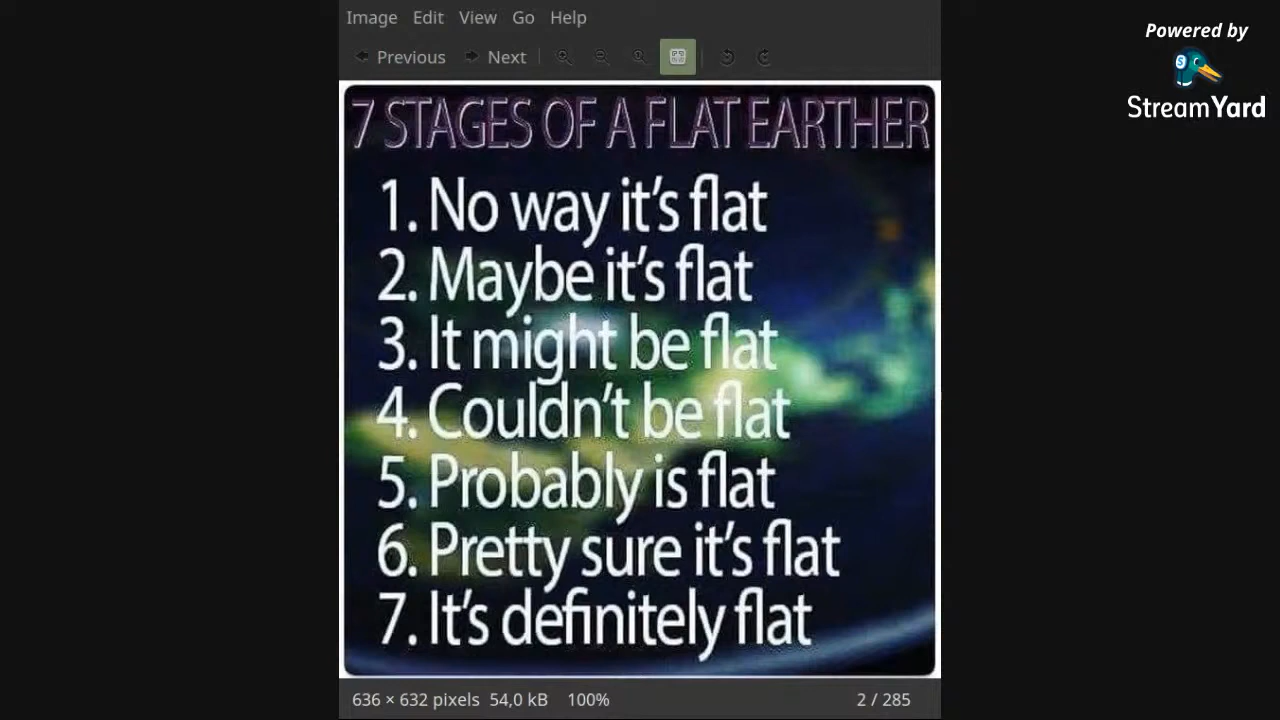 Image Edit View Go Help
Powered by
Previous Next
StreamYard
7 STAGES OF A FLAT EARTHER
1. No way it's flat
2. Maybe it's flat
3. It might be flat
4. Couldn't be flat
5. Probably is flat
6. Pretty sure it's flat
7. It's definitely flat
636 × 632 pixels 54,0 kB 100% 2 / 285